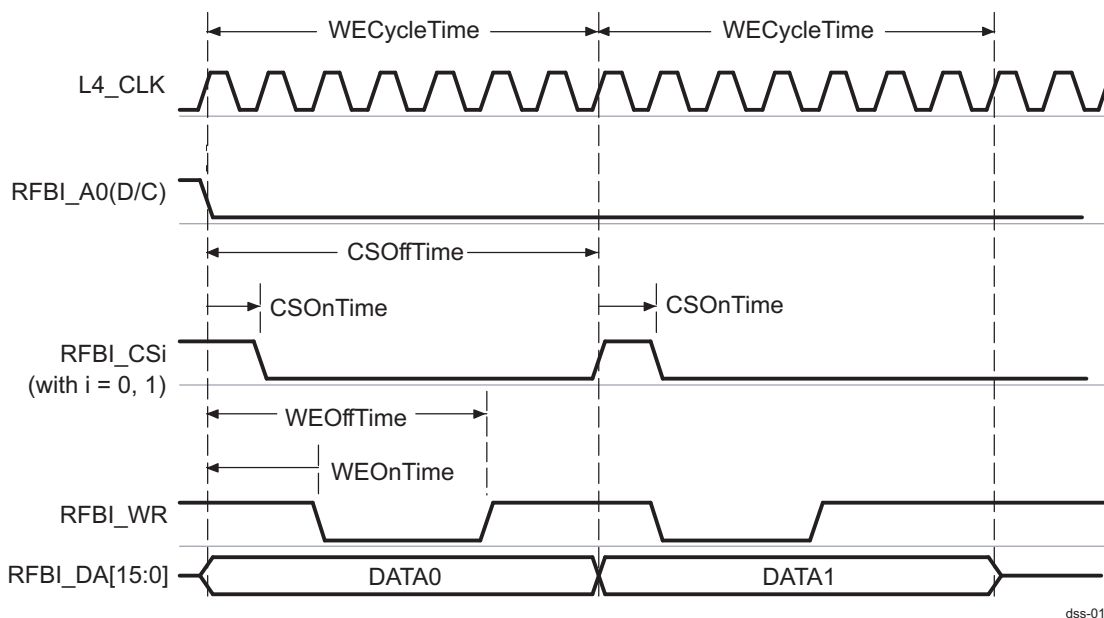 WECycleTime WECycleTime
L4_CLK
RFBI_A0(D/C)
CSOffTime
CSOnTime CSOnTime
RFBI_CSi
(with i = 0, 1)
WEOffTime
WEOnTime
RFBI_WR
RFBI_DA[15:0] DATA0 DATA1
dss-01